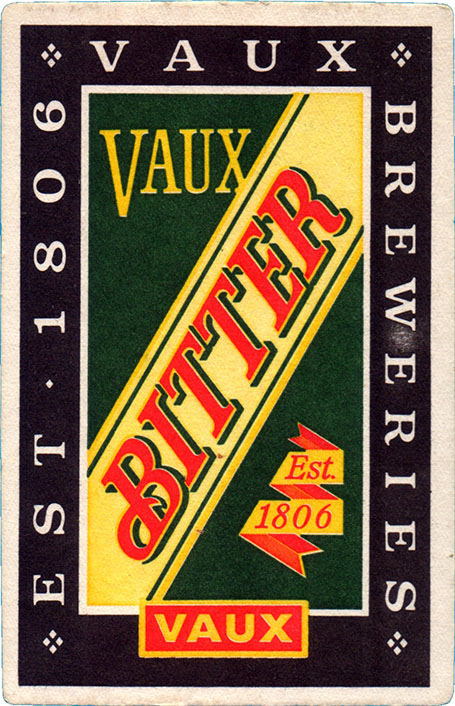 VAUX
BREWERIES
EST · 1806
VAUX
BITTER
Est.
1806
VAUX